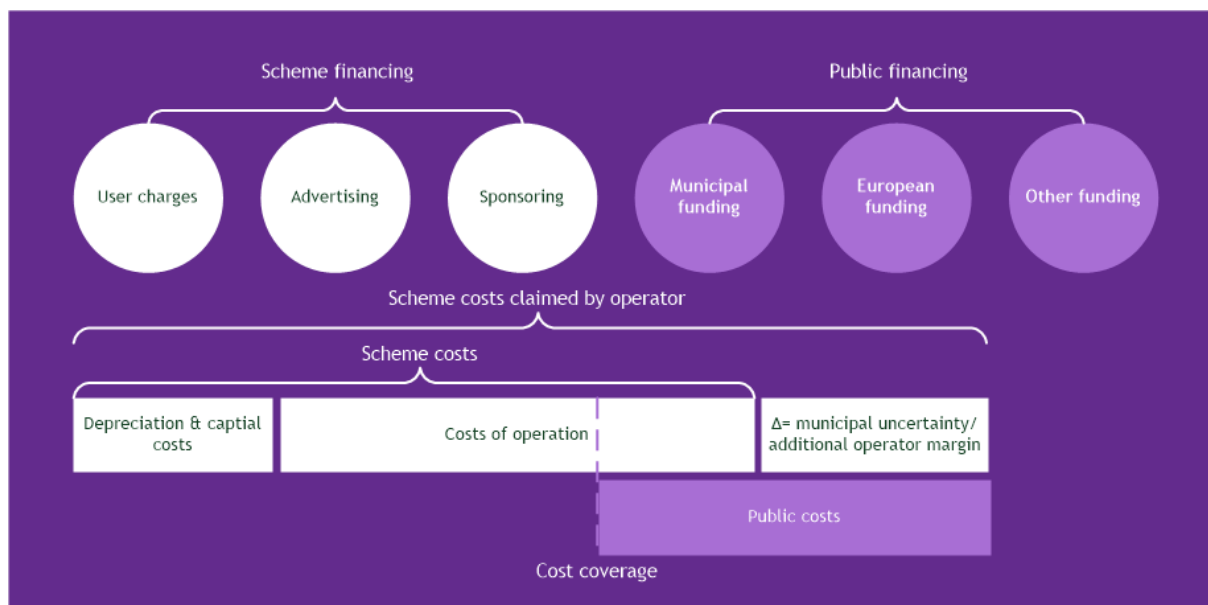 Scheme financing
Public financing
User charges
Advertising
Sponsoring
Municipal
funding
European
funding
Other funding
Scheme costs claimed by operator
Scheme costs
Depreciation & captial
costs
Costs of operation
Δ= municipal uncertainty/
additional operator margin
Public costs
Cost coverage